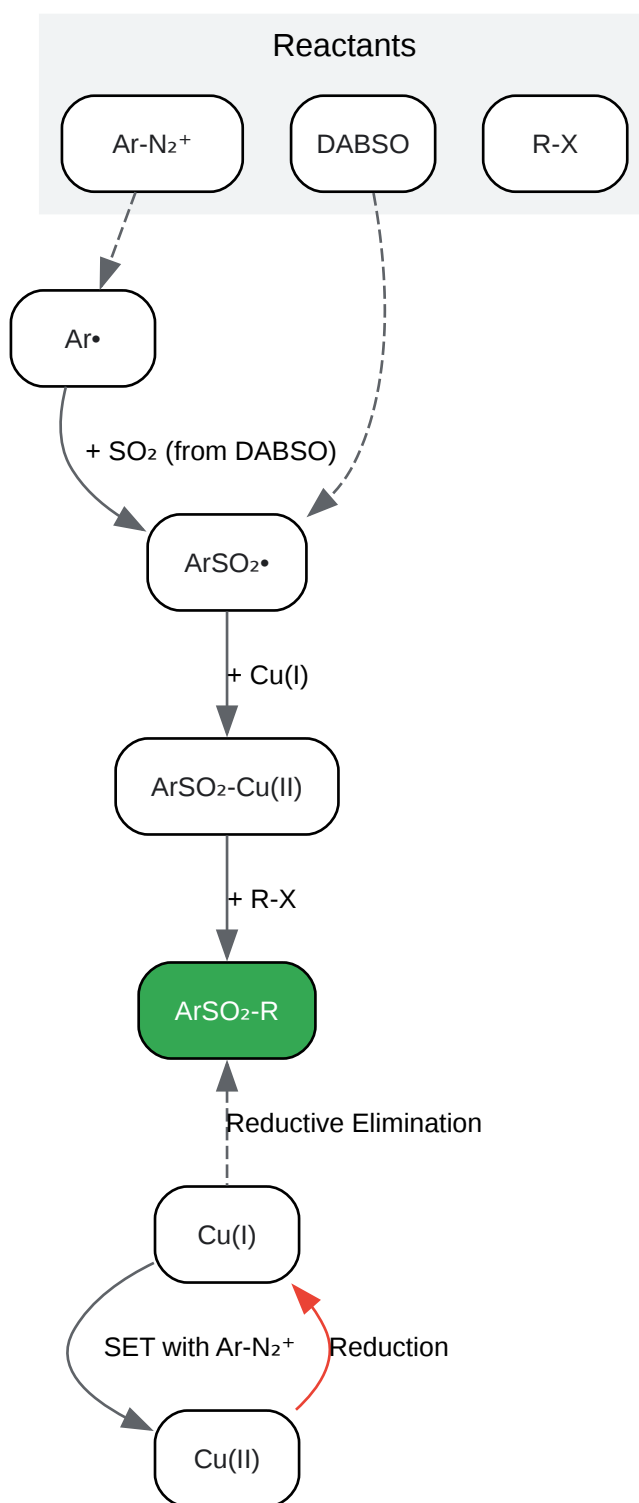 Reactants
Ar-N₂⁺
DABSO
R-X
Ar•
+ SO₂ (from DABSO)
ArSO₂•
+ Cu(I)
ArSO₂-Cu(II)
+ R-X
ArSO₂-R
Reductive Elimination
Cu(I)
SET with Ar-N₂⁺
Reduction
Cu(II)